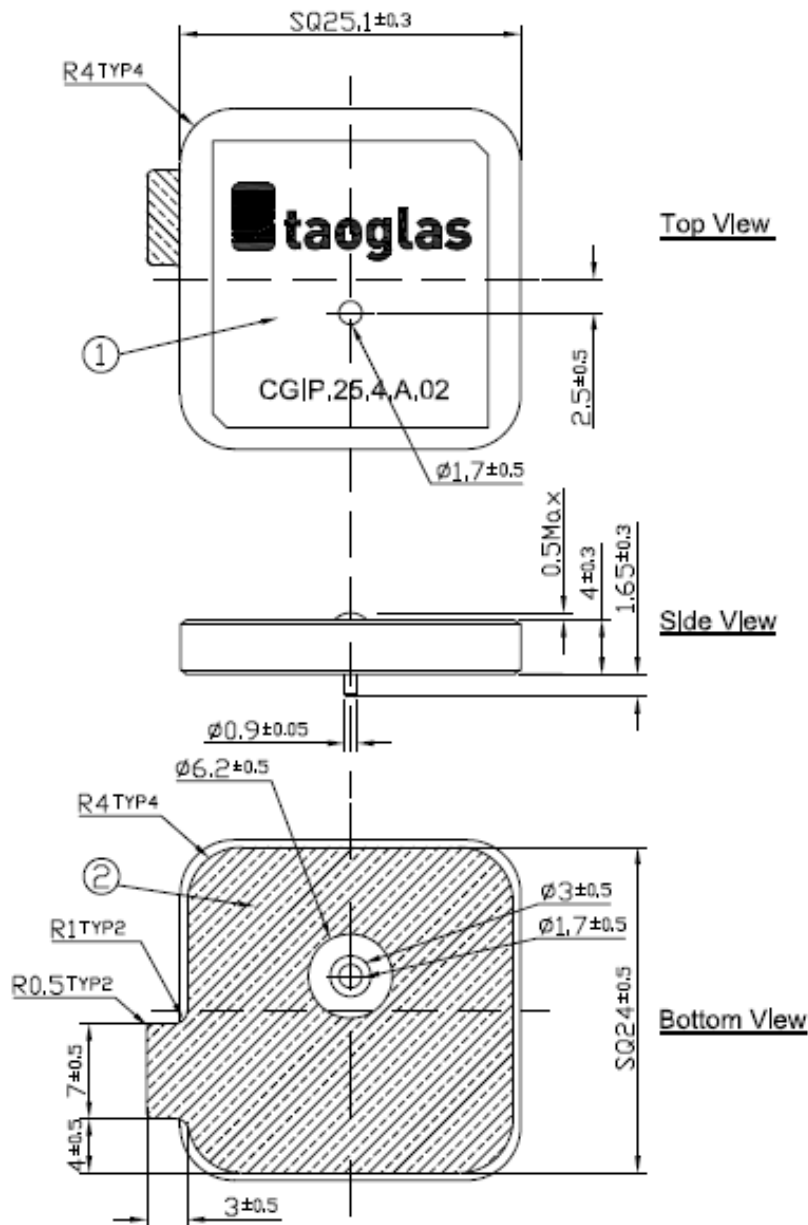 SQ25.1±0.3
R4TYP4
taoglas
Top View
①
2.5±0.5
CGIP.25.4.A.02
Ø1.7±0.5
0.5Max
4±0.3
1.65±0.3
Side View
Ø0.9±0.05
Ø6.2±0.5
R4TYP4
②
Ø3±0.5
Ø1.7±0.5
R1TYP2
R0.5TYP2
7±0.5
4±0.5
SQ24±0.5
Bottom View
3±0.5